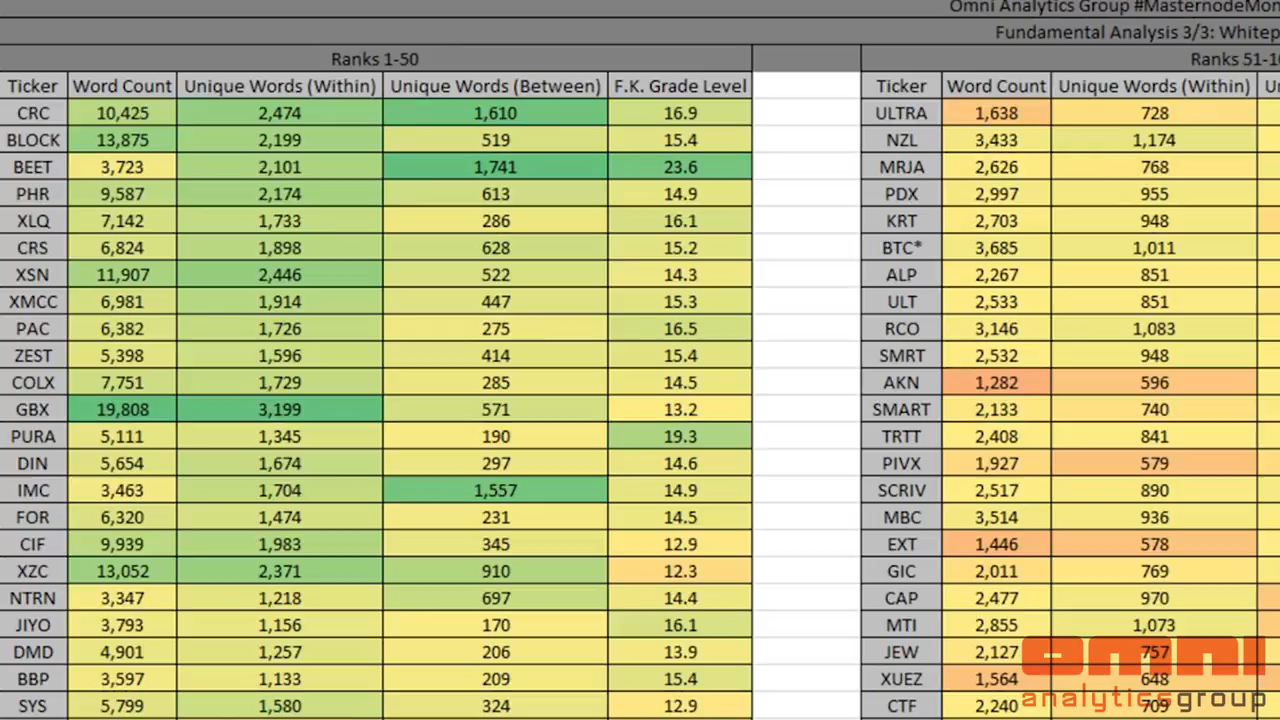 Omni Analytics Group #MasternodeMon
Fundamental Analysis 3/3: Whitep
Ranks 1-50 Ranks 51-1
Ticker Word Count Unique Words (Within) Unique Words (Between) F.K. Grade Level Ticker Word Count Unique Words (Within)
CRC 10,425 2,474 1,610 16.9 ULTRA 1,638 728
BLOCK 13,875 2,199 519 15.4 NZL 3,433 1,174
BEET 3,723 2,101 1,741 23.6 MRJA 2,626 768
PHR 9,587 2,174 613 14.9 PDX 2,997 955
XLQ 7,142 1,733 286 16.1 KRT 2,703 948
CRS 6,824 1,898 628 15.2 BTC* 3,685 1,011
XSN 11,907 2,446 522 14.3 ALP 2,267 851
XMCC 6,981 1,914 447 15.3 ULT 2,533 851
PAC 6,382 1,726 275 16.5 RCO 3,146 1,083
ZEST 5,398 1,596 414 15.4 SMRT 2,532 948
COLX 7,751 1,729 285 14.5 AKN 1,282 596
GBX 19,808 3,199 571 13.2 SMART 2,133 740
PURA 5,111 1,345 190 19.3 TRTT 2,408 841
DIN 5,654 1,674 297 14.6 PIVX 1,927 579
IMC 3,463 1,704 1,557 14.9 SCRIV 2,517 890
FOR 6,320 1,474 231 14.5 MBC 3,514 936
CIF 9,939 1,983 345 12.9 EXT 1,446 578
XZC 13,052 2,371 910 12.3 GIC 2,011 769
NTRN 3,347 1,218 697 14.4 CAP 2,477 970
JIYO 3,793 1,156 170 16.1 MTI 2,855 1,073
DMD 4,901 1,257 206 13.9 JEW 2,127 757
BBP 3,597 1,133 209 15.4 XUEZ 1,564 648
SYS 5,799 1,580 324 12.9 CTF 2,240 709
omni
analyticsgroup